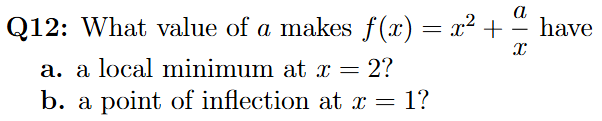 Q12: What value of a makes f(x) = x² + a/x have
a. a local minimum at x = 2?
b. a point of inflection at x = 1?